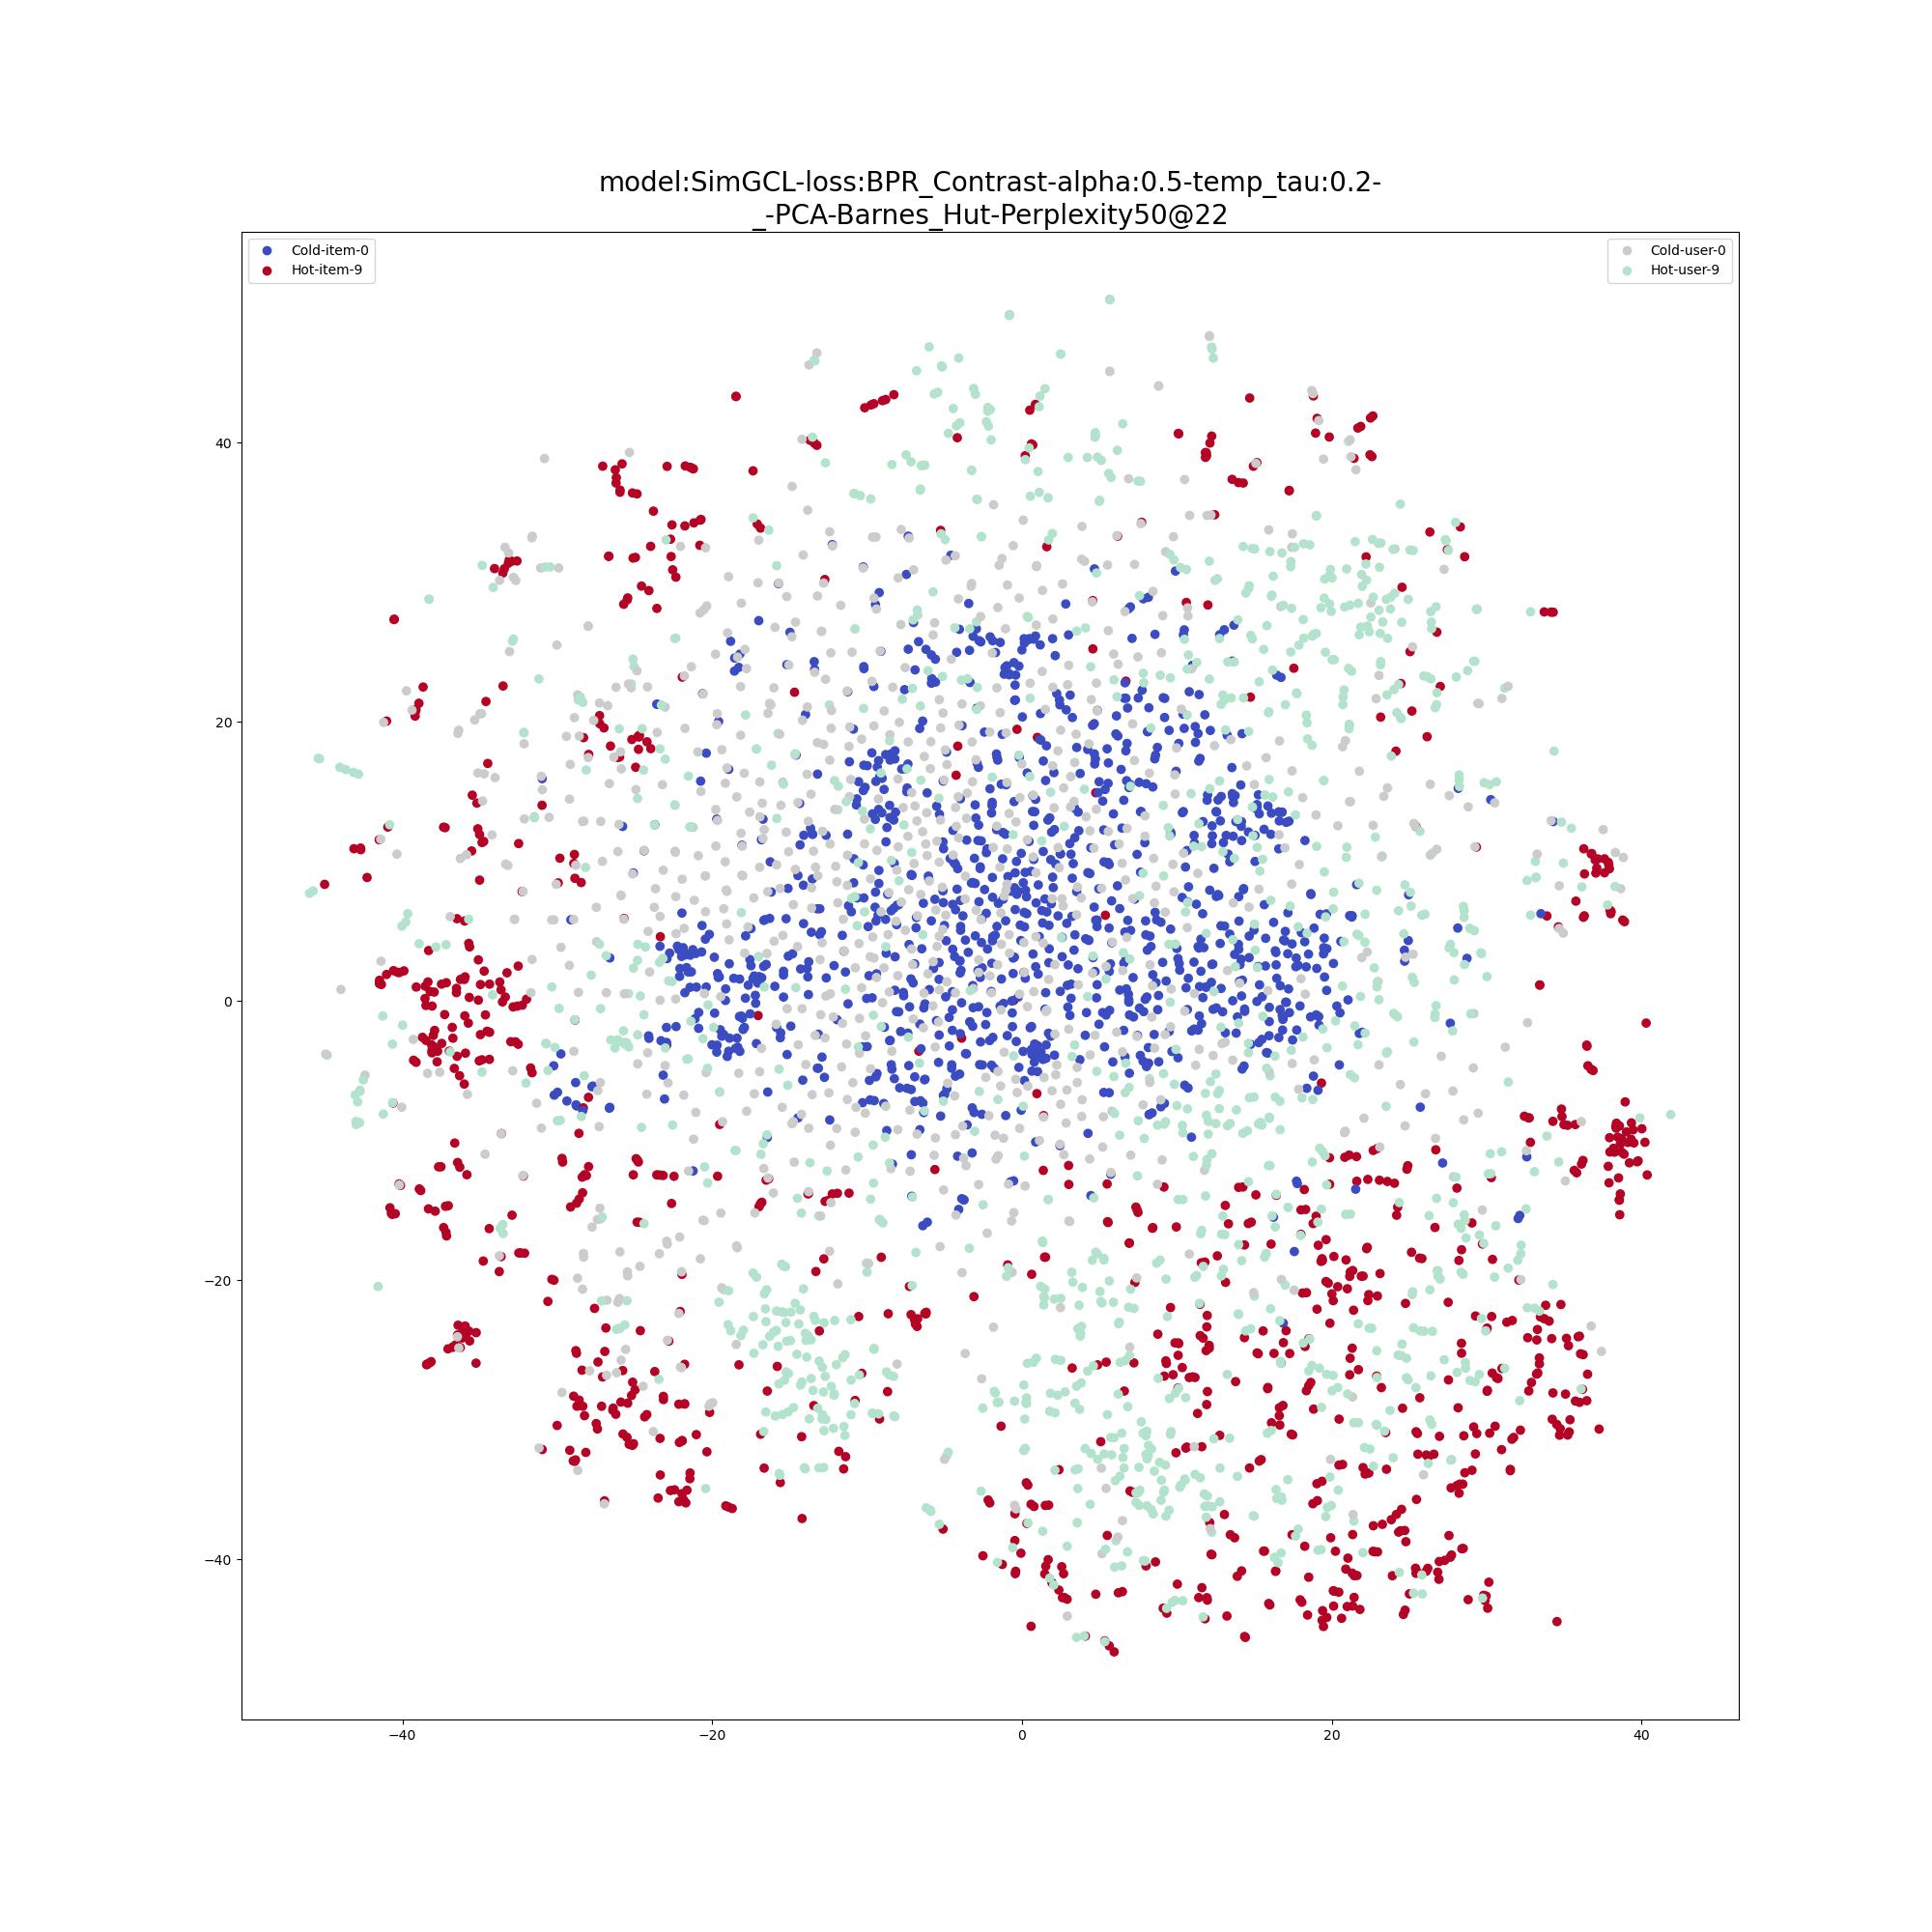 model:SimGCL-loss:BPR_Contrast-alpha:0.5-temp_tau:0.2-
_-PCA-Barnes_Hut-Perplexity50@22
Cold-item-0
Hot-item-9
Cold-user-0
Hot-user-9
40
20
0
−20
−40
−40
−20
0
20
40